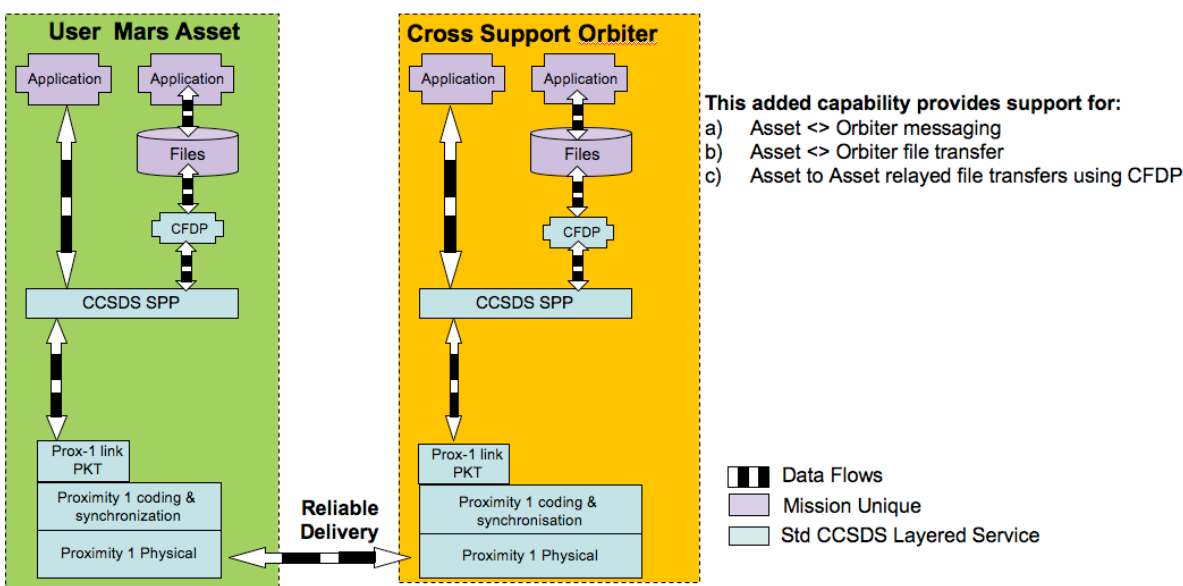 User Mars Asset
Application
Application
Files
CFDP
CCSDS SPP
Prox-1 link
PKT
Proximity 1 coding &
synchronization
Proximity 1 Physical
Reliable
Delivery
Cross Support Orbiter
Application
Application
Files
CFDP
CCSDS SPP
Prox-1 link
PKT
Proximity 1 coding &
synchronisation
Proximity 1 Physical
This added capability provides support for:
a) Asset <> Orbiter messaging
b) Asset <> Orbiter file transfer
c) Asset to Asset relayed file transfers using CFDP
Data Flows
Mission Unique
Std CCSDS Layered Service